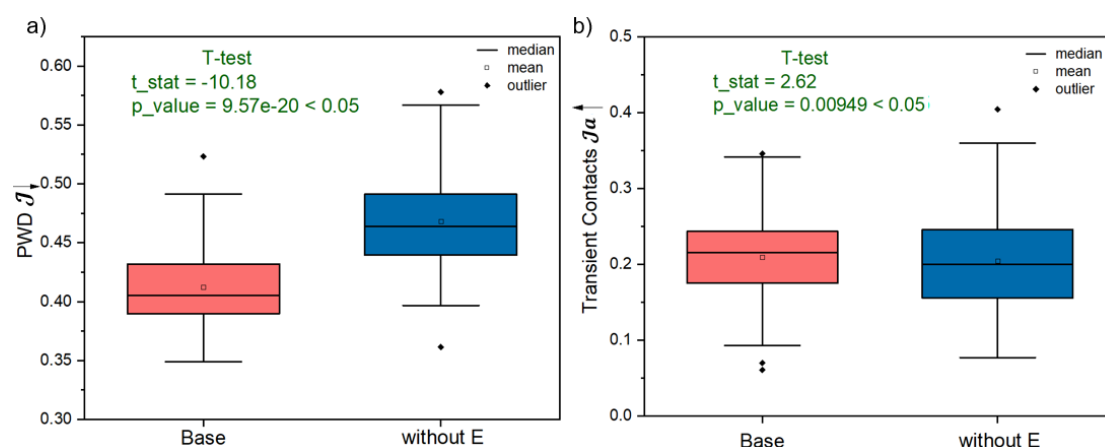 a)
T-test
t_stat = -10.18
p_value = 9.57e-20 < 0.05
median
mean
outlier
PWD 𝒥
0.60
0.55
0.50
0.45
0.40
0.35
0.30
Base
without E
b)
T-test
t_stat = 2.62
p_value = 0.00949 < 0.05
median
mean
outlier
Transient Contacts 𝒥a
0.5
0.4
0.3
0.2
0.1
0.0
Base
without E